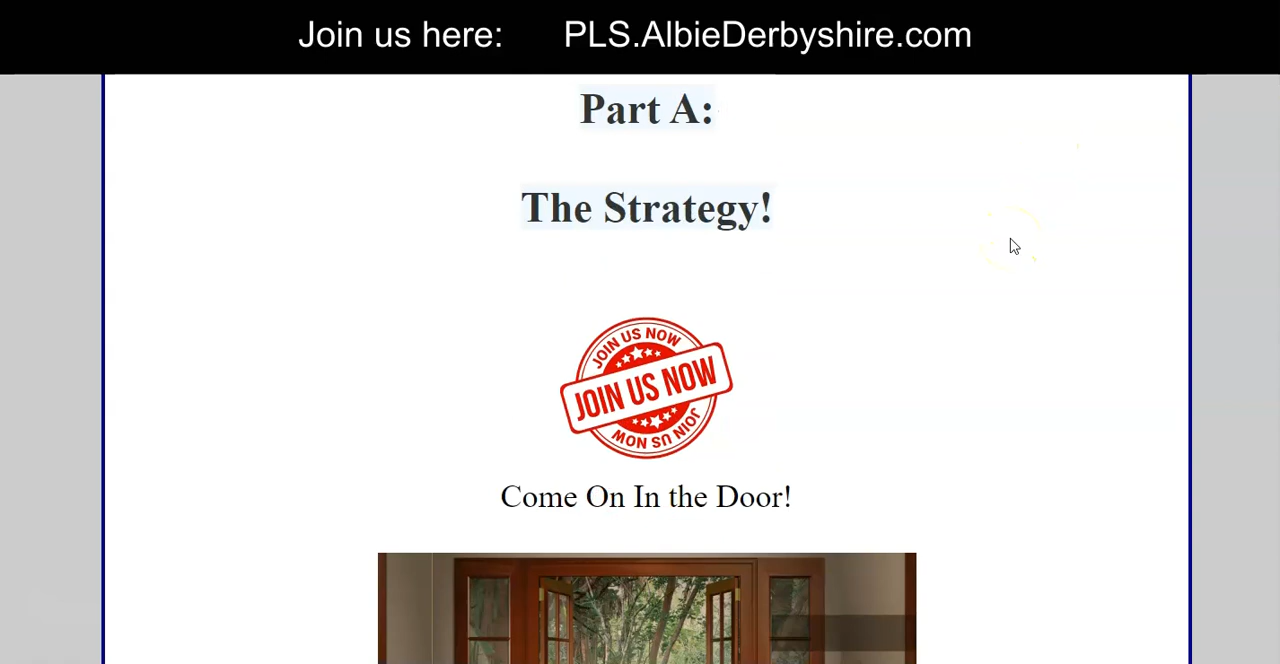 Join us here: PLS.AlbieDerbyshire.com
Part A:
The Strategy!
JOIN US NOW
JOIN US NOW
JOIN US NOW
Come On In the Door!